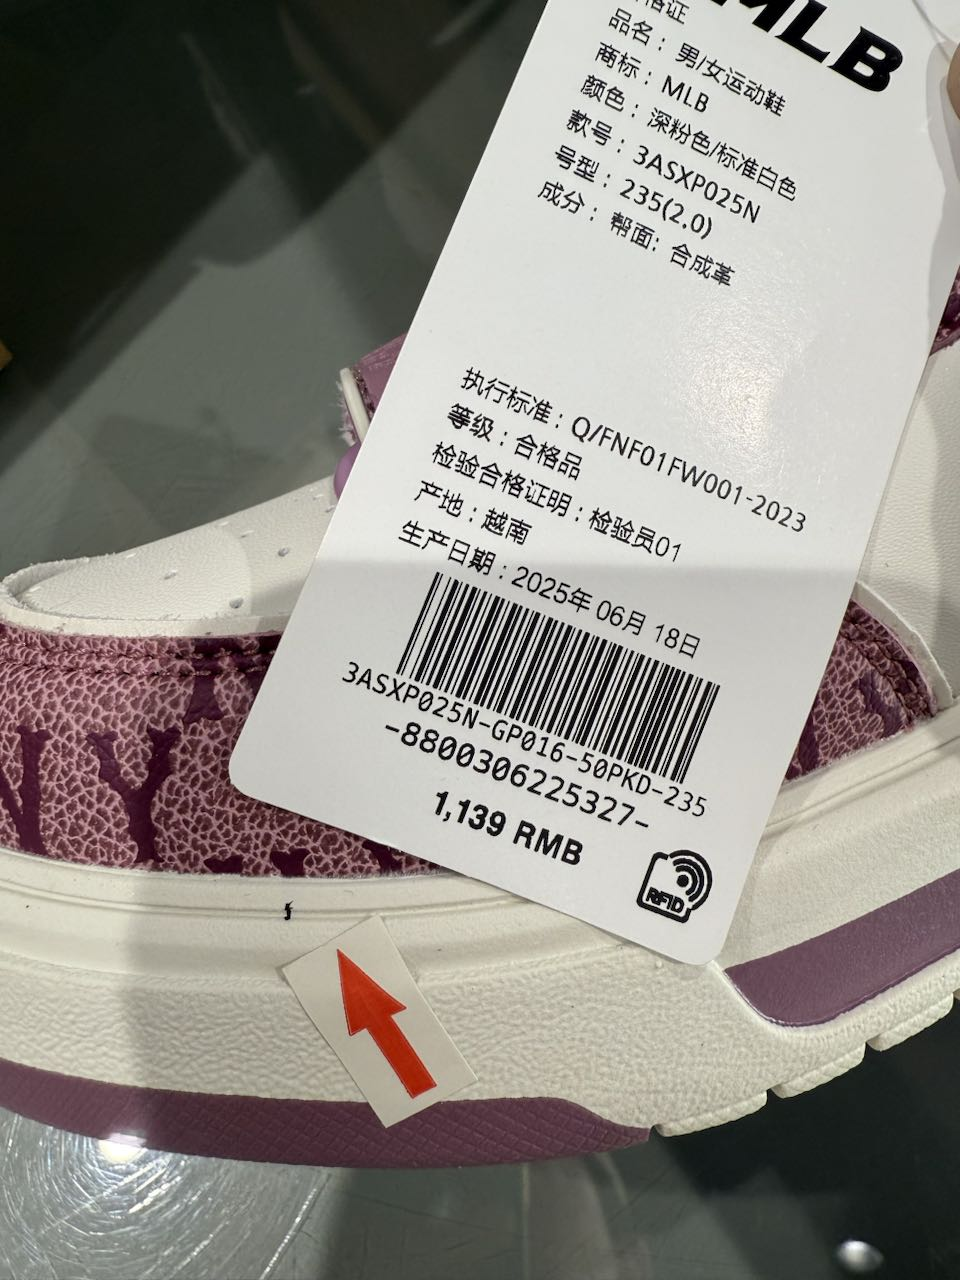 MLB
格证
品名：男/女运动鞋
商标：MLB
颜色：深粉色/标准白色
款号：3ASXP025N
号型：235(2.0)
成分：帮面: 合成革
执行标准：Q/FNF01FW001-2023
等级：合格品
检验合格证明：检验员01
产地：越南
生产日期：2025年 06月 18日
3ASXP025N-GP016-50PKD-235
-8800306225327-
1,139 RMB
RFID
NY